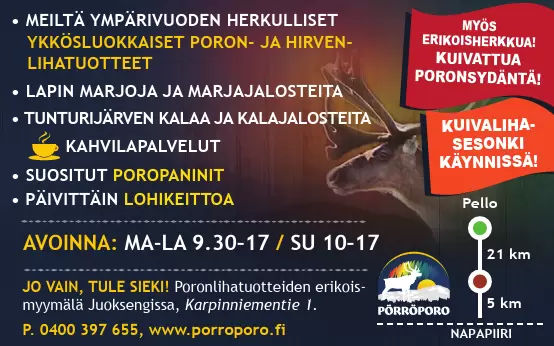 • MEILTÄ YMPÄRIVUODEN HERKULLISET
YKKÖSLUOKKAISET PORON- JA HIRVEN-
LIHATUOTTEET
• LAPIN MARJOJA JA MARJAJALOSTEITA
• TUNTURIJÄRVEN KALAA JA KALAJALOSTEITA
KAHVILAPALVELUT
• SUOSITUT POROPANINIT
• PÄIVITTÄIN LOHIKEITTOA
MYÖS
ERIKOISHERKKUA!
KUIVATTUA
PORONSYDÄNTÄ!
KUIVALIHA-
SESONKI
KÄYNNISSÄ!
AVOINNA: MA-LA 9.30-17 / SU 10-17
JO VAIN, TULE SIEKI! Poronlihatuotteiden erikois-
myymälä Juoksengissa, Karpinniementie 1.
P. 0400 397 655, www.porroporo.fi
PÖRRÖPORO
Pello
21 km
5 km
NAPAPIIRI